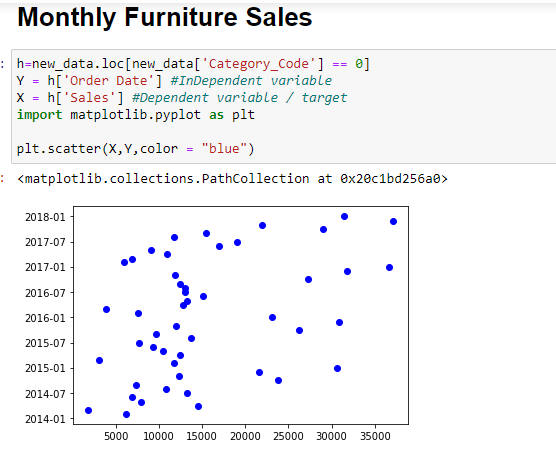 Monthly Furniture Sales
: h=new_data.loc[new_data['Category_Code'] == 0]
Y = h['Order Date'] #InDependent variable
X = h['Sales'] #Dependent variable / target
import matplotlib.pyplot as plt
plt.scatter(X,Y,color = "blue")
: <matplotlib.collections.PathCollection at 0x20c1bd256a0>
2018-01
2017-07
2017-01
2016-07
2016-01
2015-07
2015-01
2014-07
2014-01
5000 10000 15000 20000 25000 30000 35000